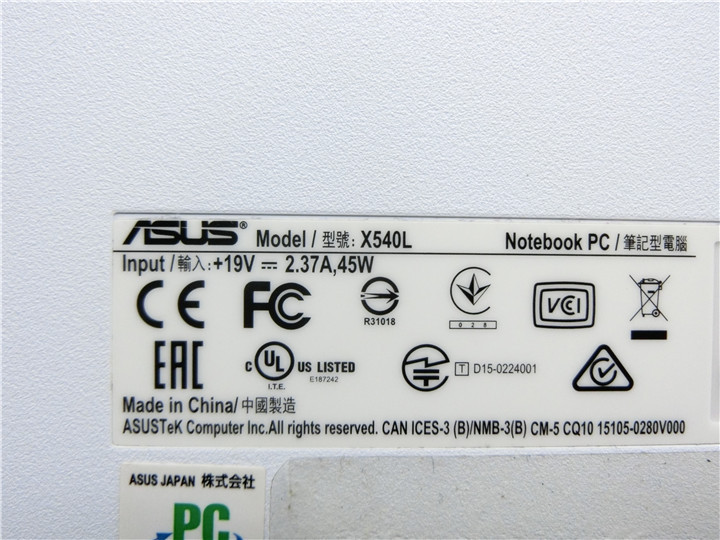 ASUS® Model / 型號: X540L Notebook PC / 筆記型電腦
Input / 輸入: +19V ⎓ 2.37A,45W
CE FC R31018 028 VCI
EAC c UL US LISTED I.T.E. E187242 T D15-0224001
Made in China/ 中國製造
ASUSTeK Computer Inc.All rights reserved. CAN ICES-3 (B)/NMB-3(B) CM-5 CQ10 15105-0280V000
ASUS JAPAN 株式会社
PC